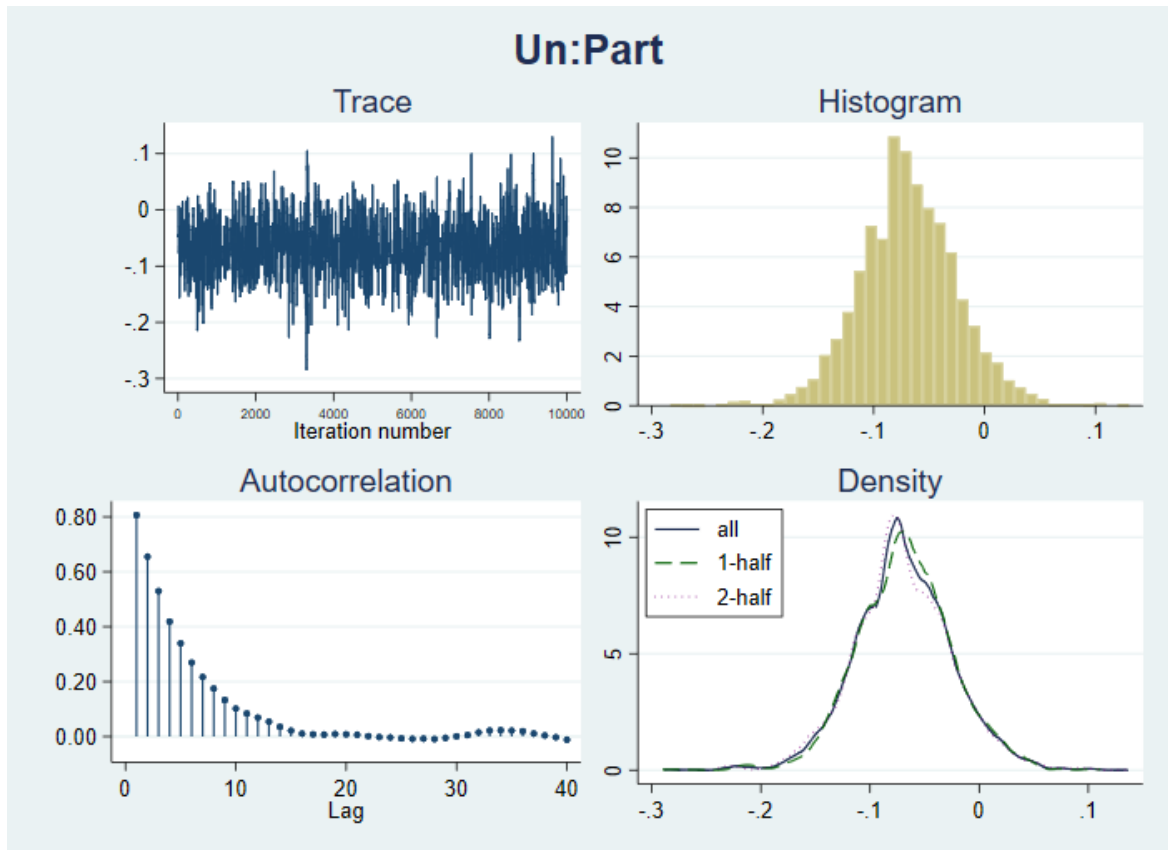 Un:Part
Trace
.1
0
-.1
-.2
-.3
0 2000 4000 6000 8000 10000
Iteration number
Histogram
10
8
6
4
2
0
-.3 -.2 -.1 0 .1
Autocorrelation
0.80
0.60
0.40
0.20
0.00
0 10 20 30 40
Lag
Density
all
1-half
2-half
10
5
0
-.3 -.2 -.1 0 .1